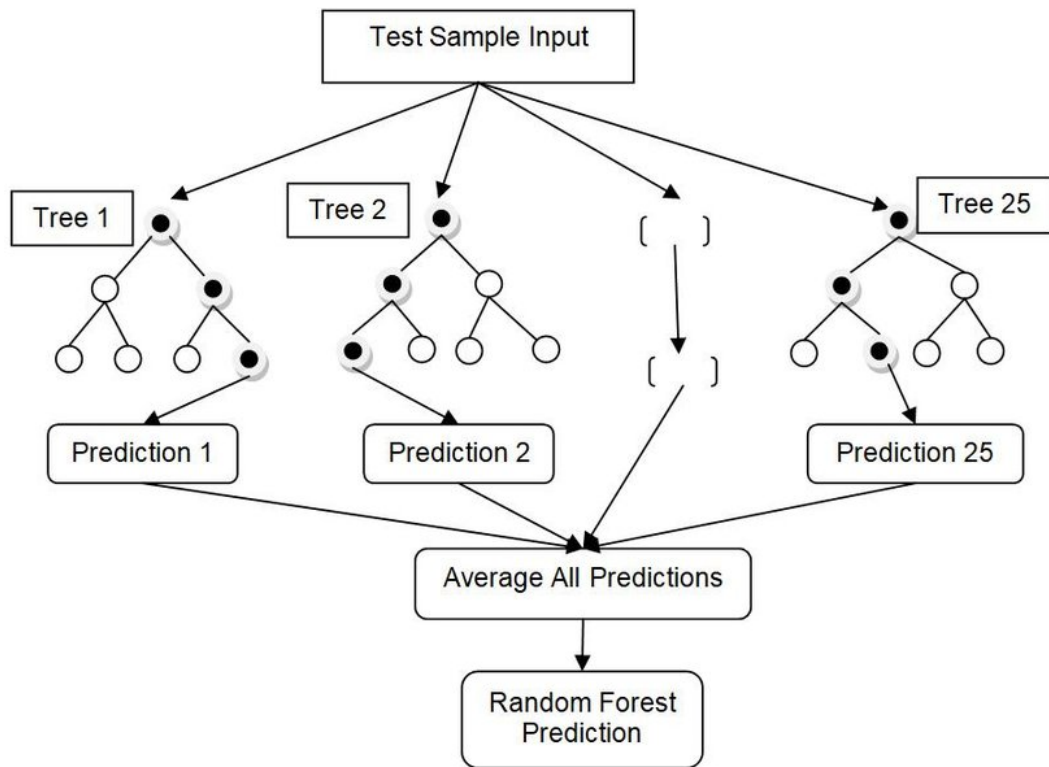 Test Sample Input
Tree 1
Tree 2
Tree 25
Prediction 1
Prediction 2
Prediction 25
Average All Predictions
Random Forest
Prediction